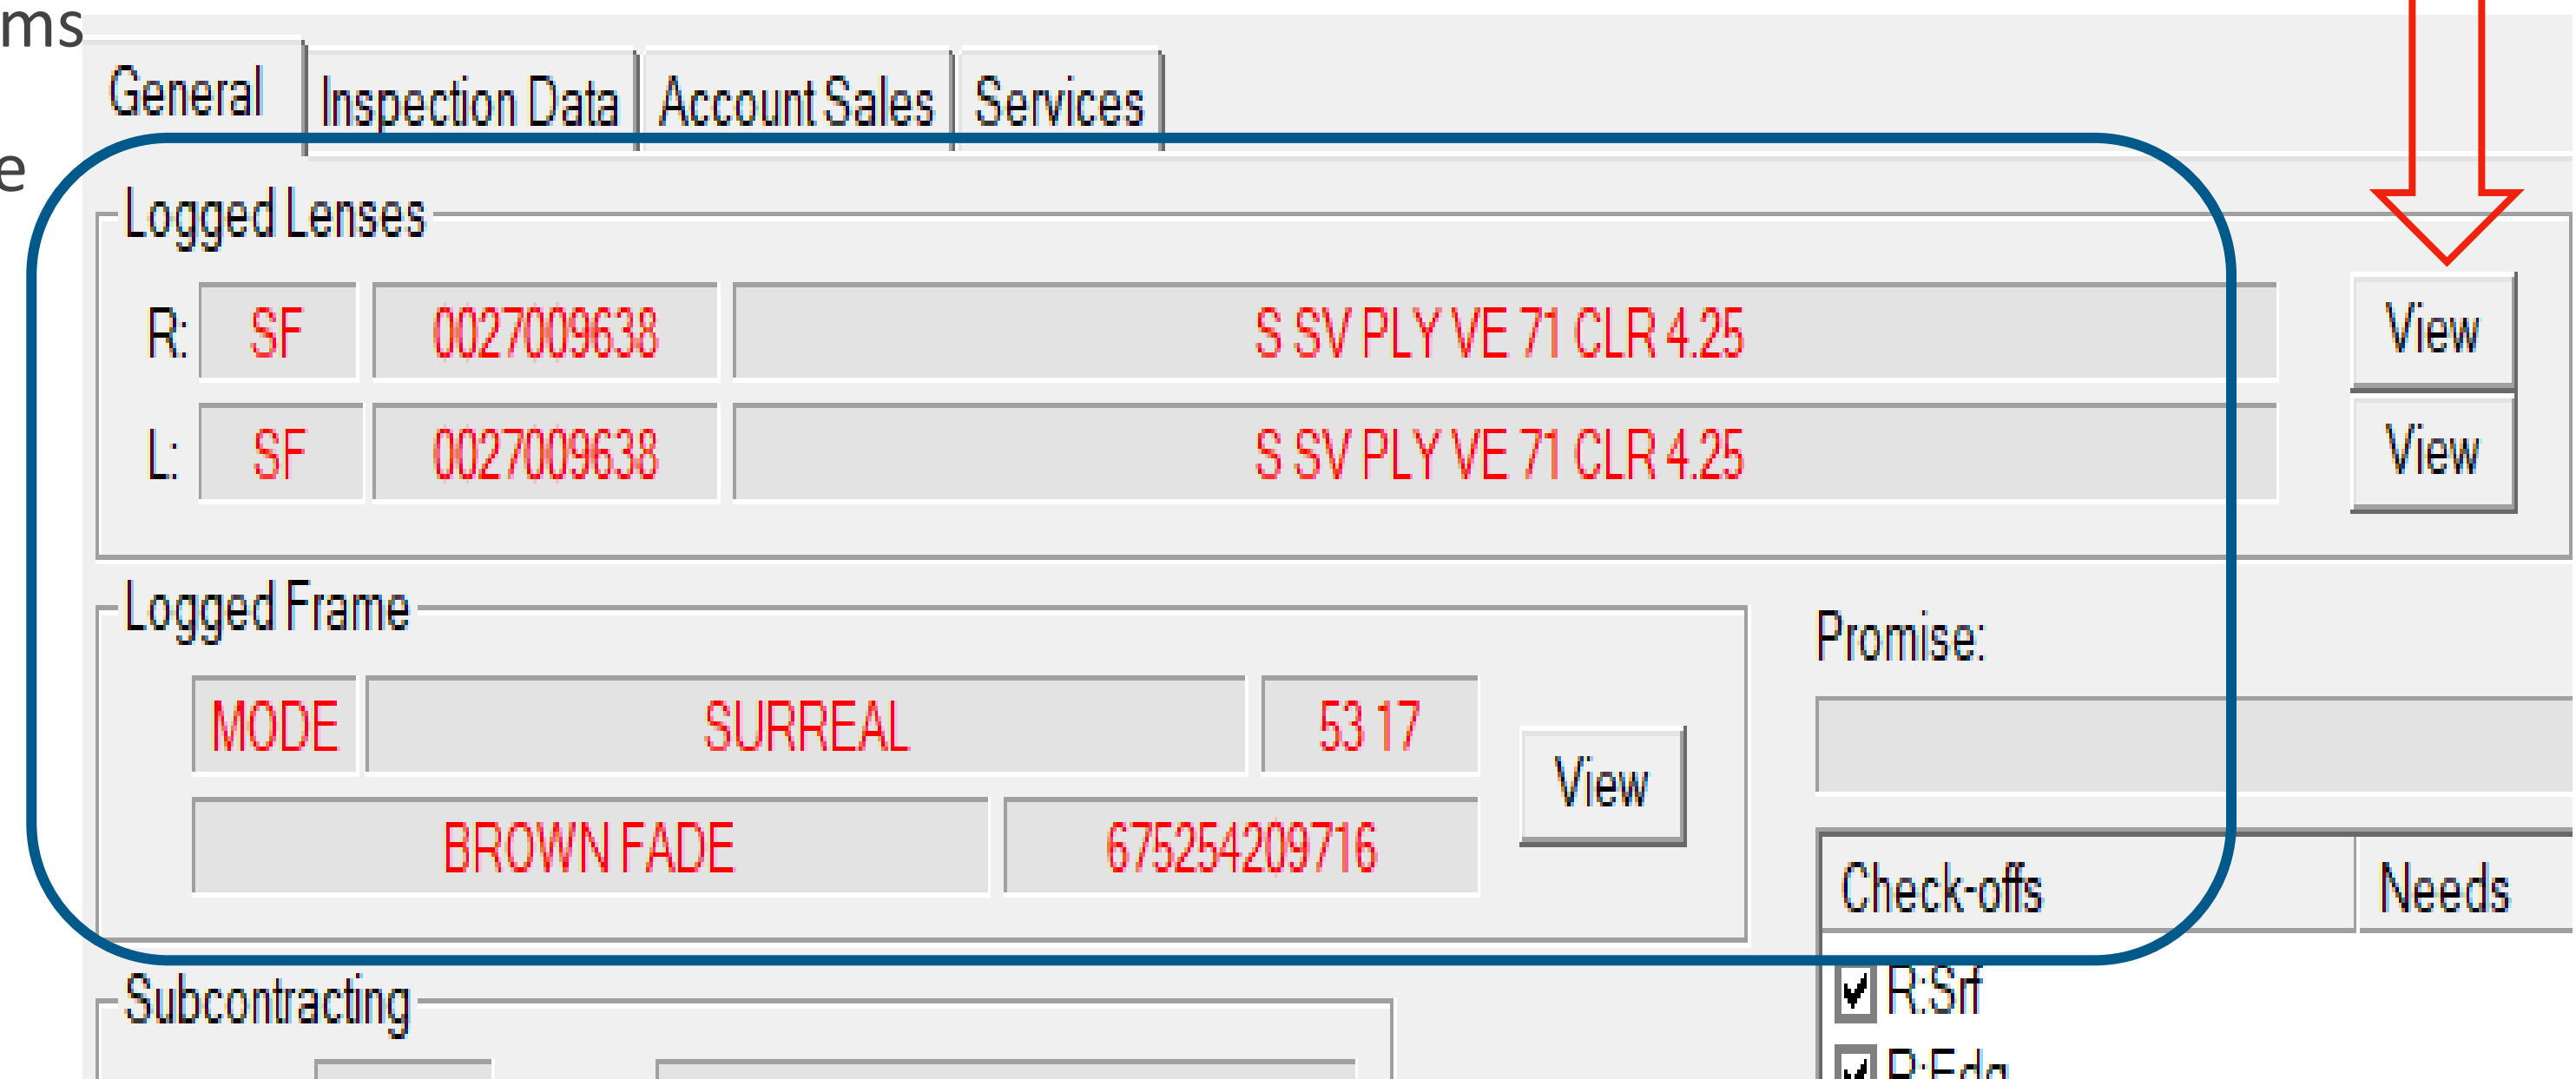 ms
General Inspection Data Account Sales Services
e
Logged Lenses
R: SF 0027009638 S SV PLY VE 71 CLR 4.25 View
L: SF 0027009638 S SV PLY VE 71 CLR 4.25 View
Logged Frame
Promise:
MODE SURREAL 53 17
View
BROWN FADE 675254209716
Check-offs Needs
Subcontracting
R:Srf
R:Edg